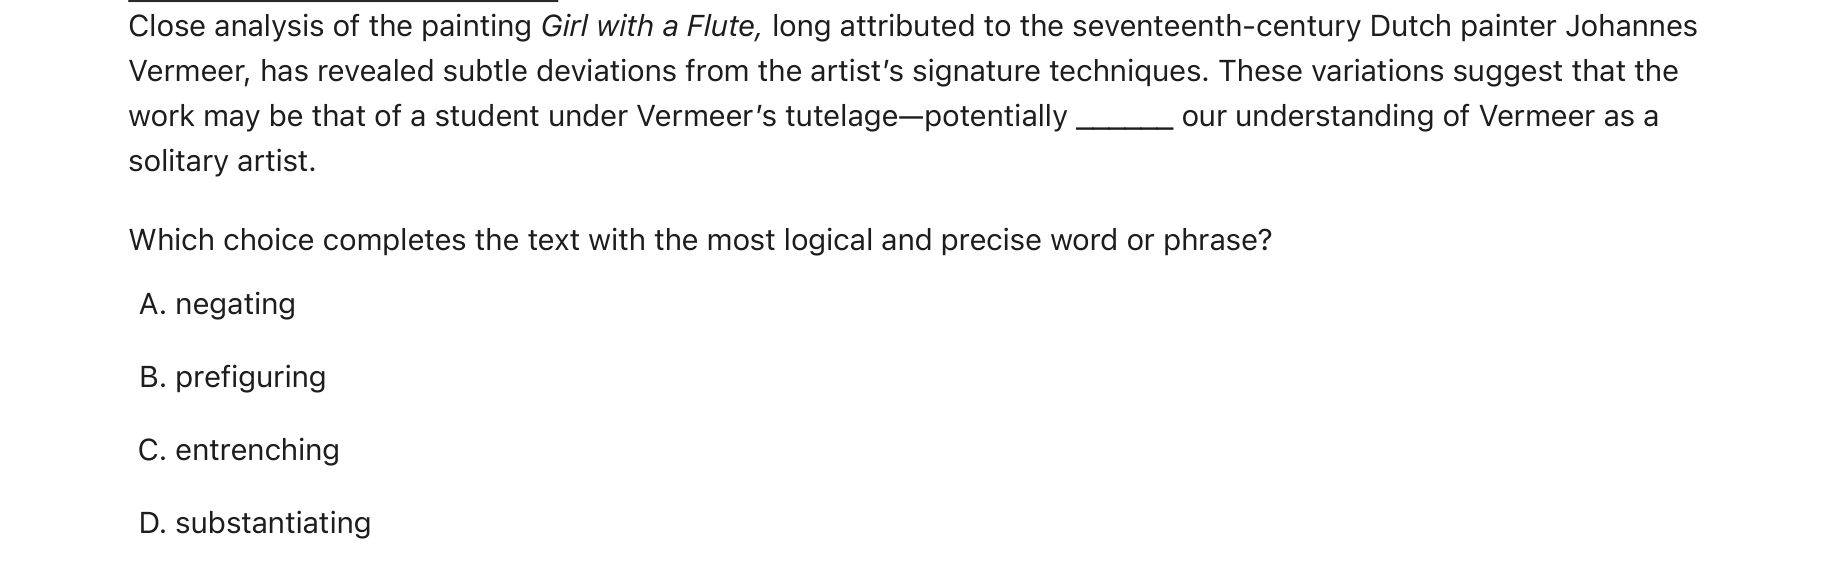 Close analysis of the painting Girl with a Flute, long attributed to the seventeenth-century Dutch painter Johannes
Vermeer, has revealed subtle deviations from the artist’s signature techniques. These variations suggest that the
work may be that of a student under Vermeer’s tutelage—potentially ______ our understanding of Vermeer as a
solitary artist.
Which choice completes the text with the most logical and precise word or phrase?
A. negating
B. prefiguring
C. entrenching
D. substantiating